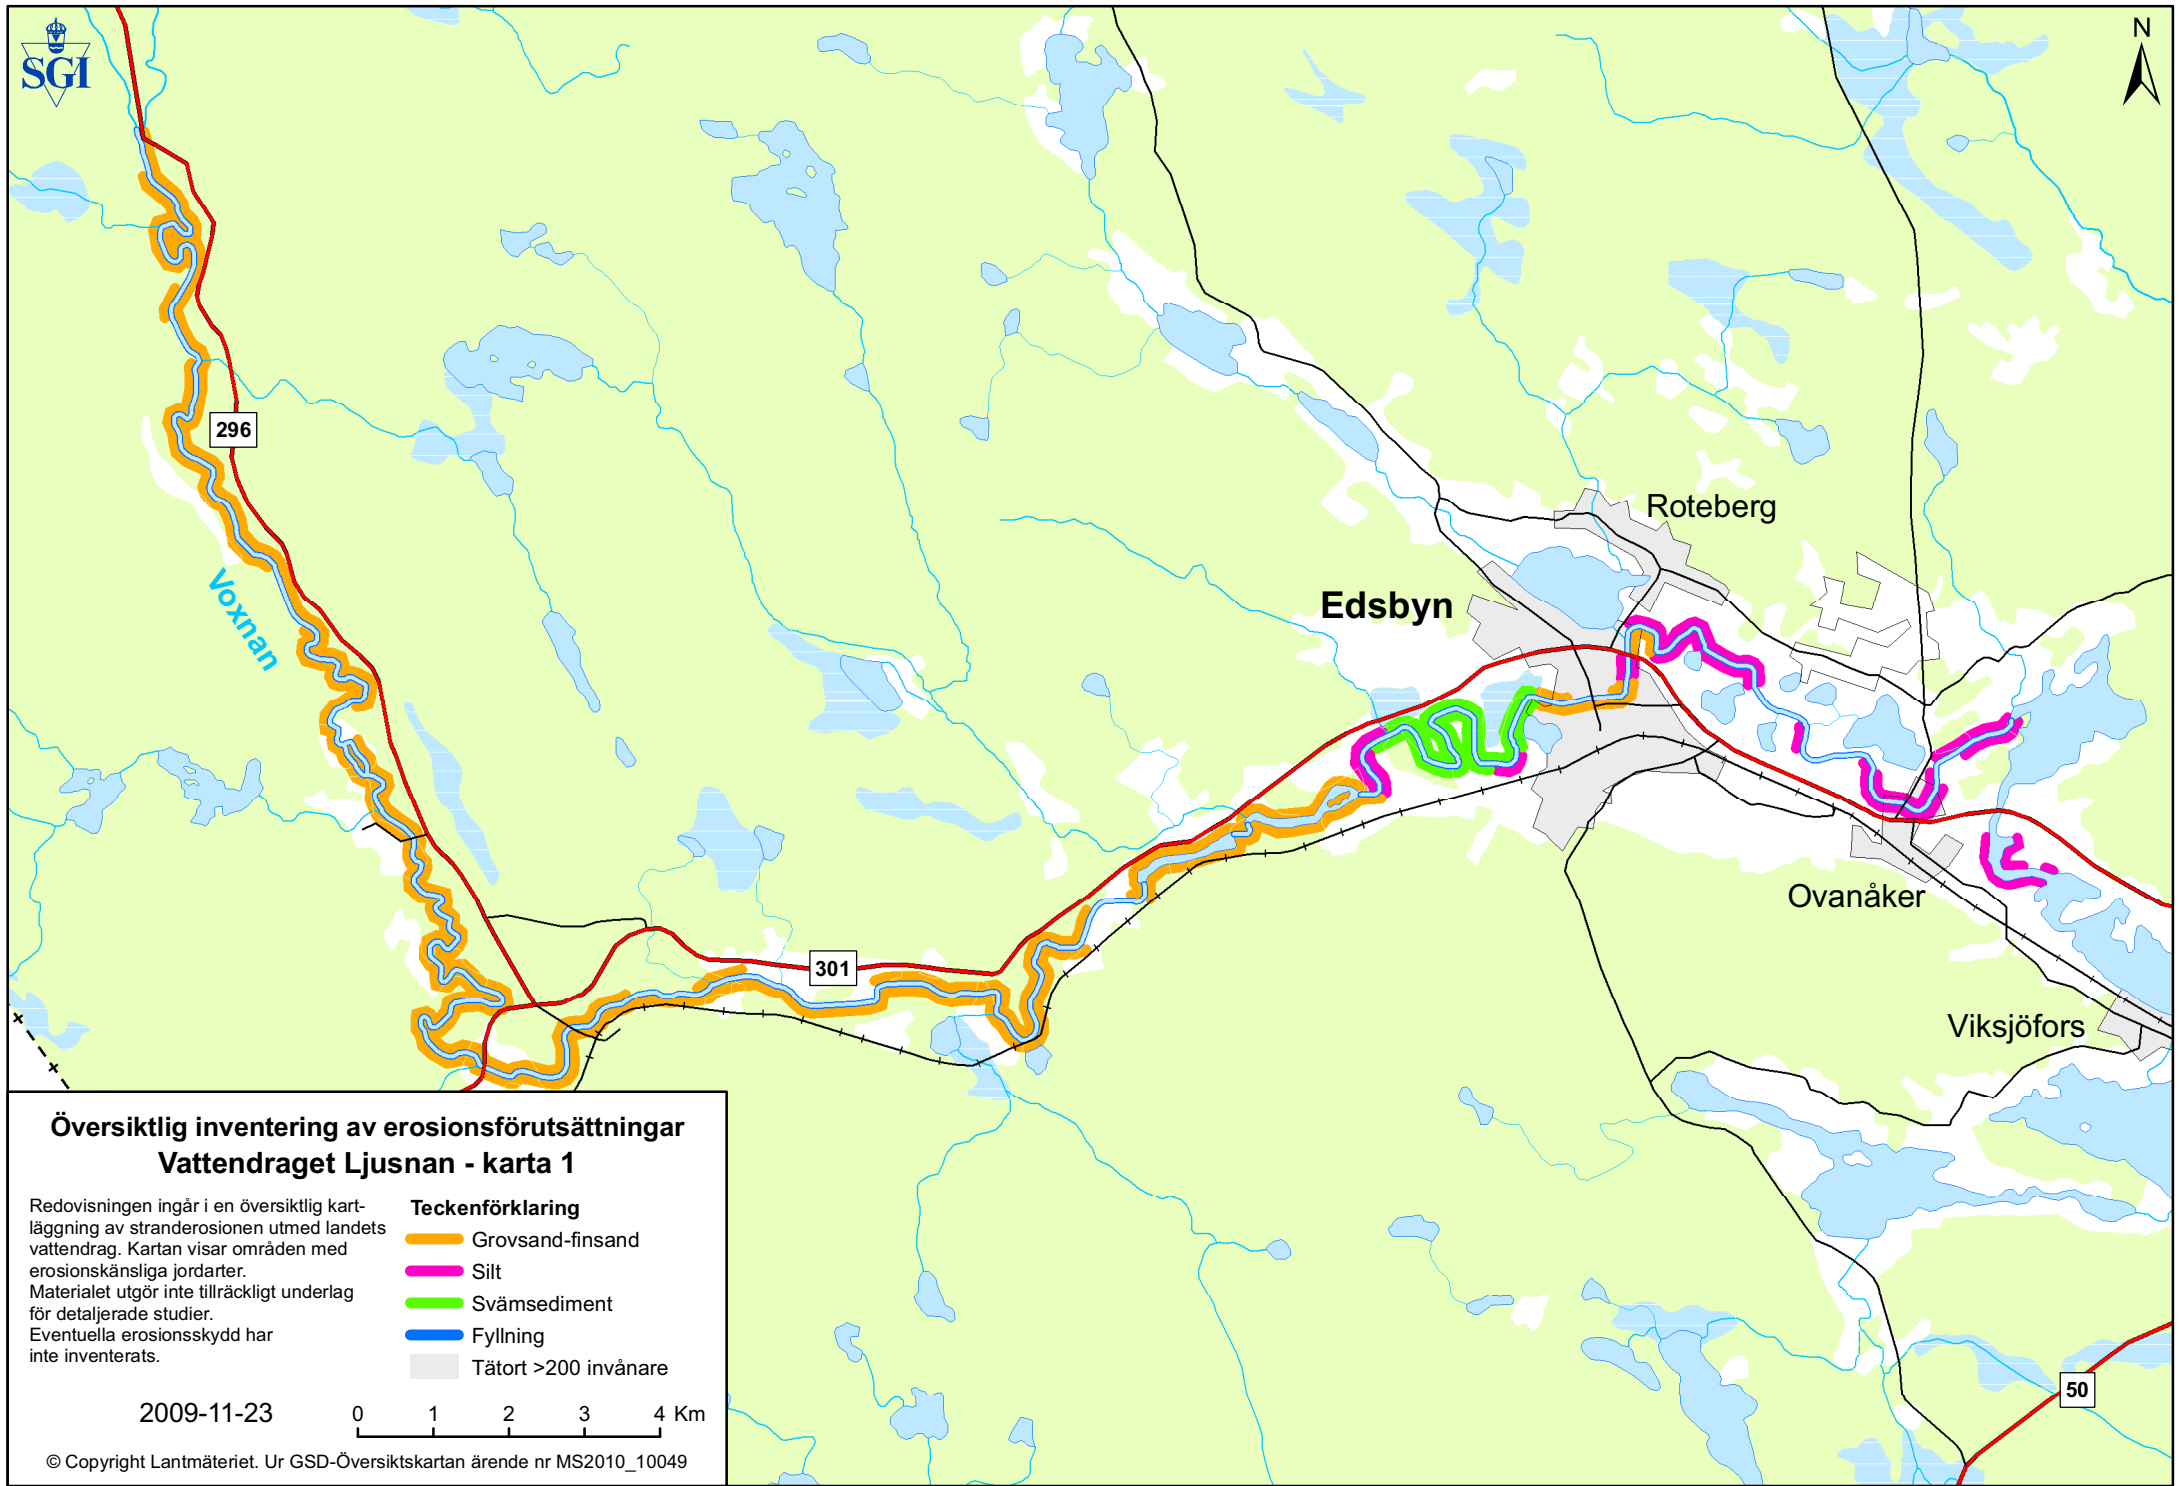 SGI
N
296
Voxnan
Roteberg
Edsbyn
301
Ovanåker
Viksjöfors
50
Översiktlig inventering av erosionsförutsättningar
Vattendraget Ljusnan - karta 1
Redovisningen ingår i en översiktlig kart-
läggning av stranderosionen utmed landets
vattendrag. Kartan visar områden med
erosionskänsliga jordarter.
Materialet utgör inte tillräckligt underlag
för detaljerade studier.
Eventuella erosionsskydd har
inte inventerats.
Teckenförklaring
Grovsand-finsand
Silt
Svämsediment
Fyllning
Tätort >200 invånare
2009-11-23
0 1 2 3 4 Km
© Copyright Lantmäteriet. Ur GSD-Översiktskartan ärende nr MS2010_10049